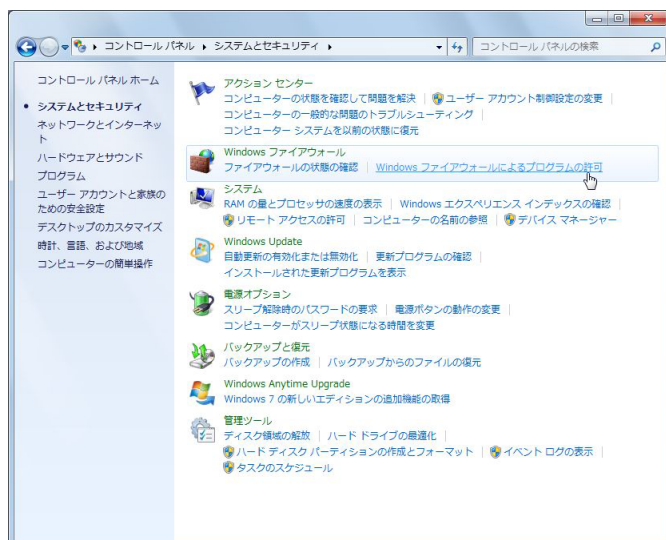 コントロール パネル システムとセキュリティ コントロール パネルの検索
コントロール パネル ホーム
システムとセキュリティ
ネットワークとインターネッ
ト
ハードウェアとサウンド
プログラム
ユーザー アカウントと家族の
ための安全設定
デスクトップのカスタマイズ
時計、言語、および地域
コンピューターの簡単操作
アクション センター
コンピューターの状態を確認して問題を解決 ユーザー アカウント制御設定の変更
コンピューターの一般的な問題のトラブルシューティング
コンピューター システムを以前の状態に復元
Windows ファイアウォール
ファイアウォールの状態の確認 Windows ファイアウォールによるプログラムの許可
システム
RAM の量とプロセッサの速度の表示 Windows エクスペリエンス インデックスの確認
リモート アクセスの許可 コンピューターの名前の参照 デバイス マネージャー
Windows Update
自動更新の有効化または無効化 更新プログラムの確認
インストールされた更新プログラムを表示
電源オプション
スリープ解除時のパスワードの要求 電源ボタンの動作の変更
コンピューターがスリープ状態になる時間を変更
バックアップと復元
バックアップの作成 バックアップからのファイルの復元
Windows Anytime Upgrade
Windows 7 の新しいエディションの追加機能の取得
管理ツール
ディスク領域の解放 ハード ドライブの最適化
ハード ディスク パーティションの作成とフォーマット イベント ログの表示
タスクのスケジュール